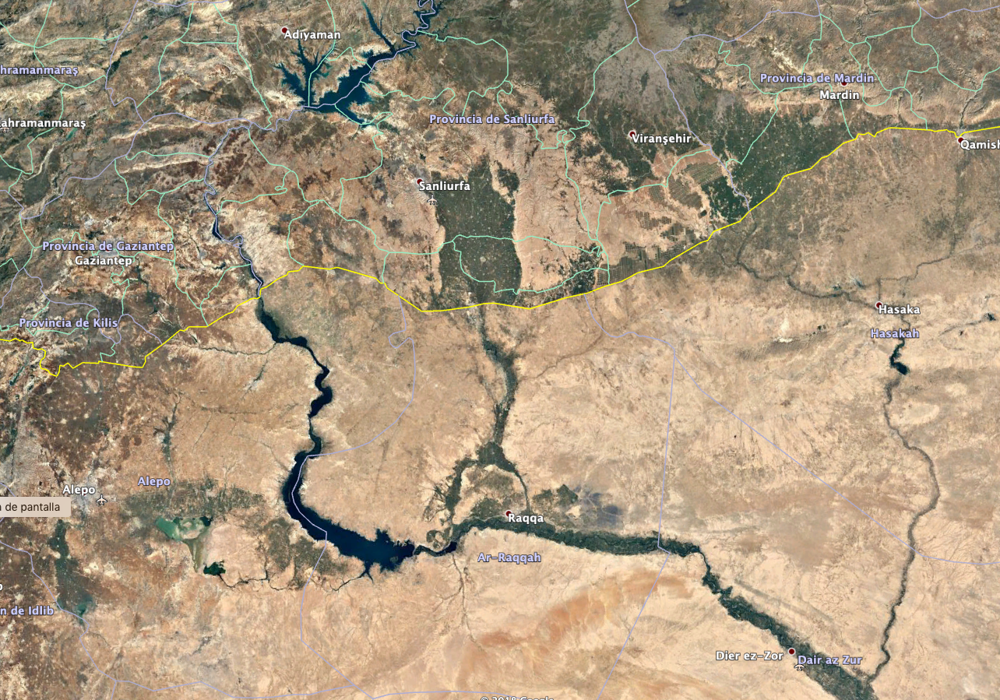 Adıyaman
hramanmaraş
Provincia de Mardin
Mardin
ahramanmaraş
Provincia de Sanliurfa
Viranşehir
Qamish
Sanliurfa
Provincia de Gaziantep
Gaziantep
Provincia de Kilis
Hasaka
Hasakah
Alepo
Alepo
n de pantalla
Raqqa
Ar-Raqqah
n de Idlib
Dier ez-Zor
Dair az Zur
© 2018 Google